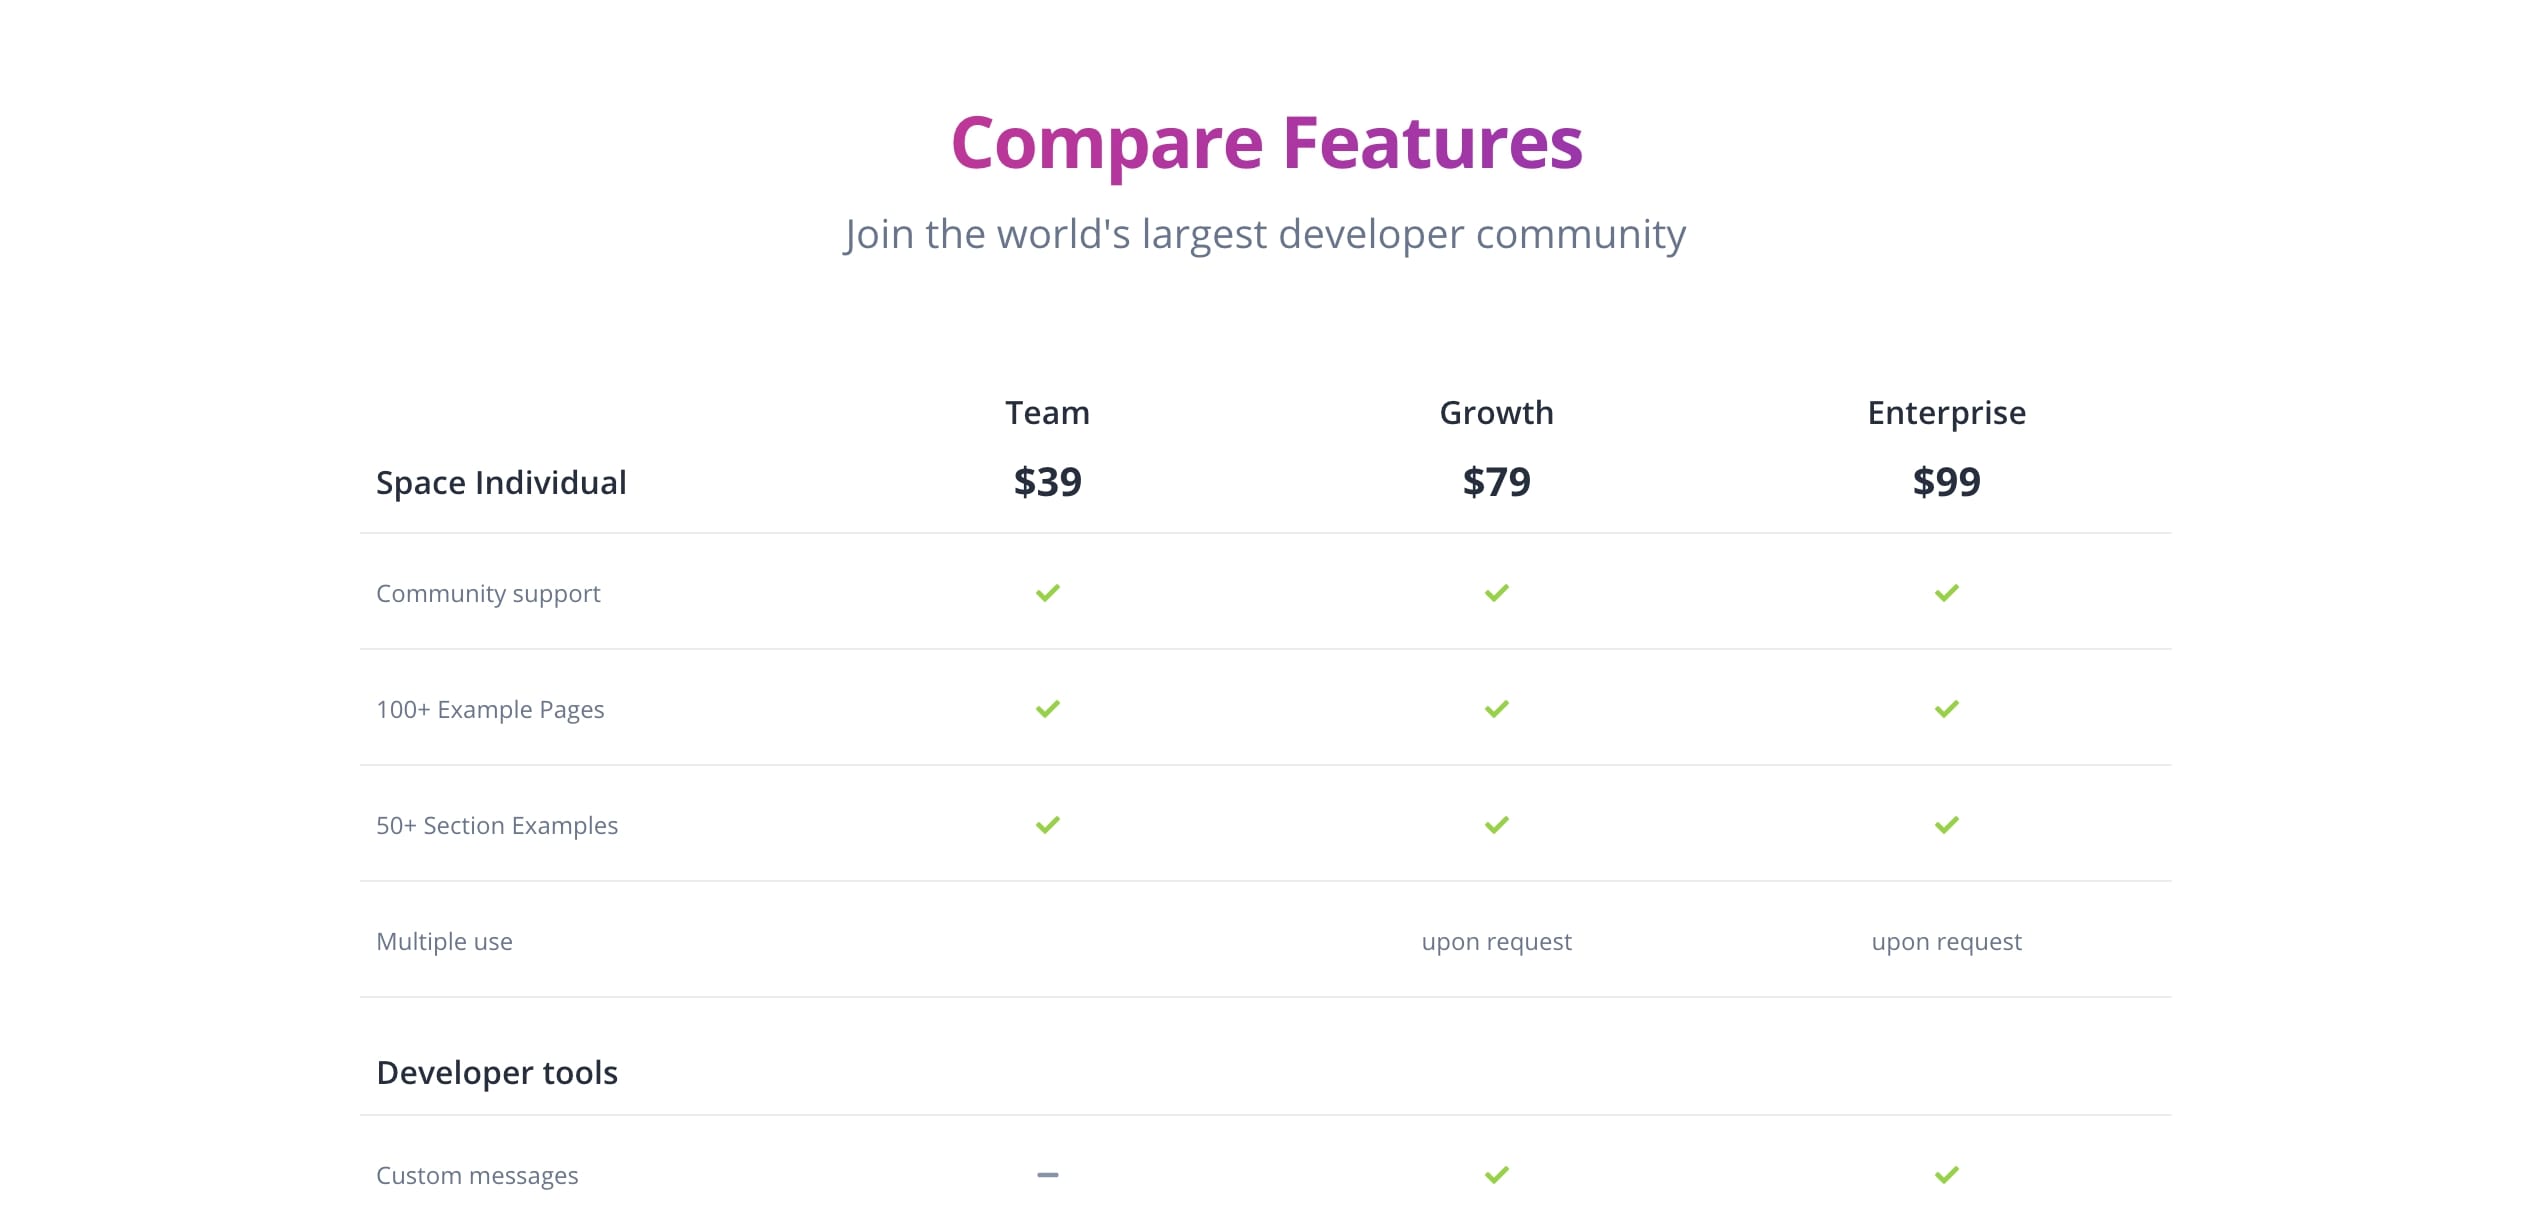 Compare Features
Join the world's largest developer community
Team Growth Enterprise
Space Individual $39 $79 $99
Community support
100+ Example Pages
50+ Section Examples
Multiple use upon request upon request
Developer tools
Custom messages